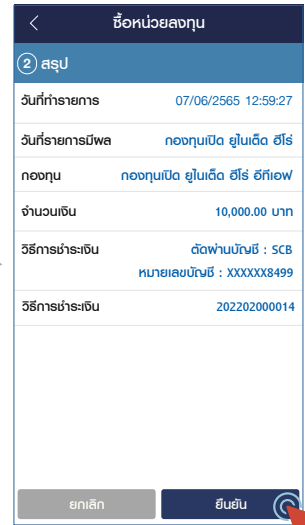 ซื้อหน่วยลงทุน
2 สรุป
วันที่ทำรายการ 07/06/2565 12:59:27
วันที่รายการมีพล กองทุนเปิด ยูไนเต็ด ฮีโร่
กองทุน กองทุนเปิด ยูไนเต็ด ฮีโร่ อีทีเอฟ
จำนวนเงิน 10,000.00 บาท
วิธีการชำระเงิน ตัดผ่านบัญชี : SCB
หมายเลขบัญชี : XXXXXX8499
วิธีการชำระเงิน 202202000014
ยกเลิก ยืนยัน